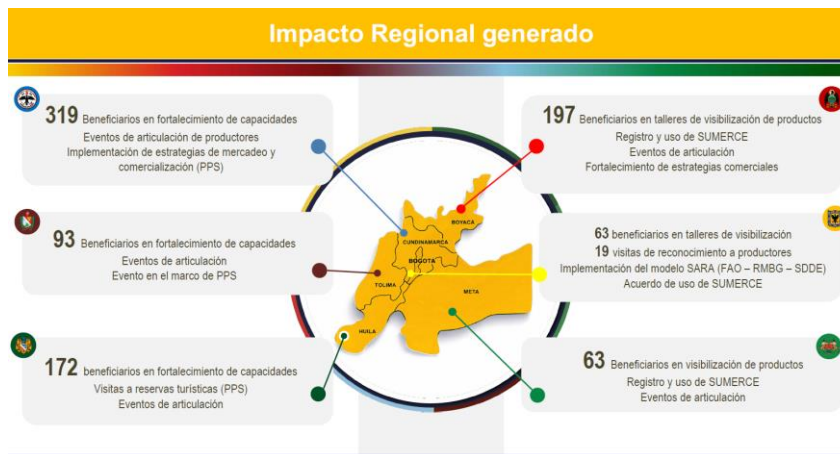 Impacto Regional generado
319 Beneficiarios en fortalecimiento de capacidades
Eventos de articulación de productores
Implementación de estrategias de mercadeo y
comercialización (PPS)
197 Beneficiarios en talleres de visibilización de productos
Registro y uso de SUMERCE
Eventos de articulación
Fortalecimiento de estrategias comerciales
93 Beneficiarios en fortalecimiento de capacidades
Eventos de articulación
Evento en el marco de PPS
63 beneficiarios en talleres de visibilización
19 visitas de reconocimiento a productores
Implementación del modelo SARA (FAO – RMBG – SDDE)
Acuerdo de uso de SUMERCE
172 beneficiarios en fortalecimiento de capacidades
Visitas a reservas turísticas (PPS)
Eventos de articulación
63 Beneficiarios en visibilización de productos
Registro y uso de SUMERCE
Eventos de articulación
BOYACÁ
CUNDINAMARCA
BOGOTÁ
TOLIMA
META
HUILA